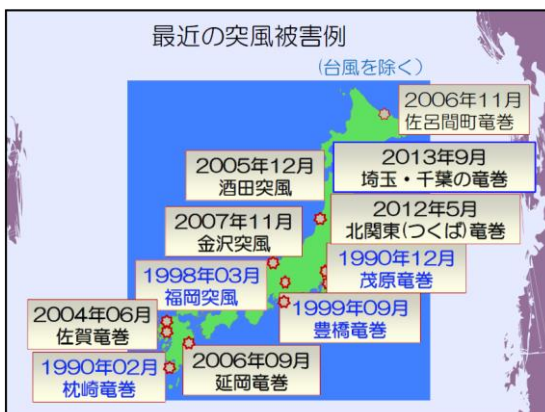 最近の突風被害例
(台風を除く)
2006年11月
佐呂間町竜巻
2005年12月
酒田突風
2013年9月
埼玉・千葉の竜巻
2007年11月
金沢突風
2012年5月
北関東(つくば)竜巻
1998年03月
福岡突風
1990年12月
茂原竜巻
2004年06月
佐賀竜巻
1999年09月
豊橋竜巻
1990年02月
枕崎竜巻
2006年09月
延岡竜巻